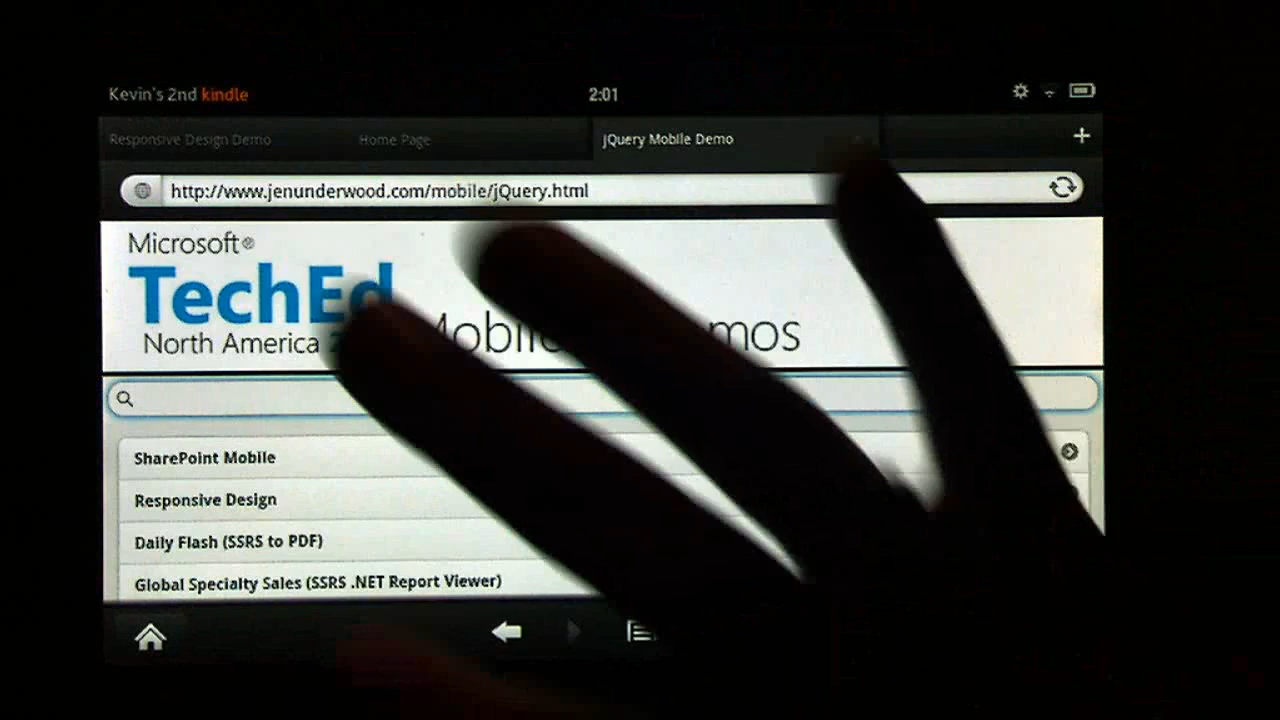 Kevin's 2nd kindle 2:01
Responsive Design Demo Home Page jQuery Mobile Demo
http://www.jenunderwood.com/mobile/jQuery.html
Microsoft®
TechEd
North America
SharePoint Mobile
Responsive Design
Daily Flash (SSRS to PDF)
Global Specialty Sales (SSRS .NET Report Viewer)